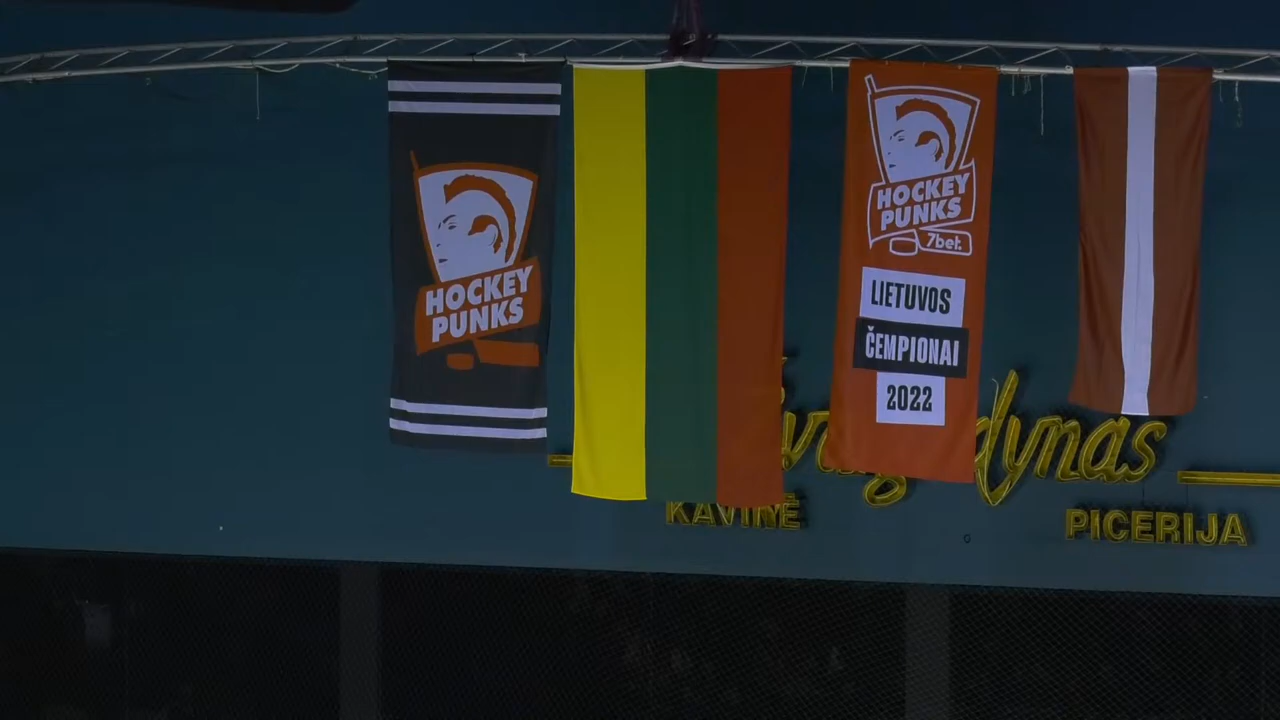 HOCKEY
PUNKS
HOCKEY
PUNKS
7bet.
LIETUVOS
ČEMPIONAI
2022
KAVINĖ
PICERIJA